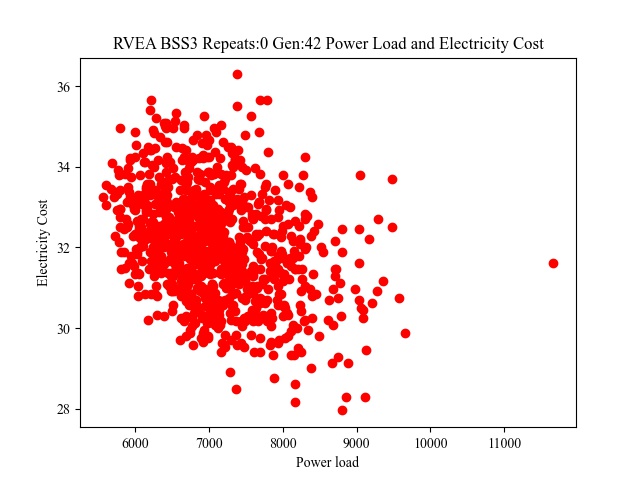 RVEA BSS3 Repeats:0 Gen:42 Power Load and Electricity Cost
36
34
32
30
28
Electricity Cost
6000 7000 8000 9000 10000 11000
Power load